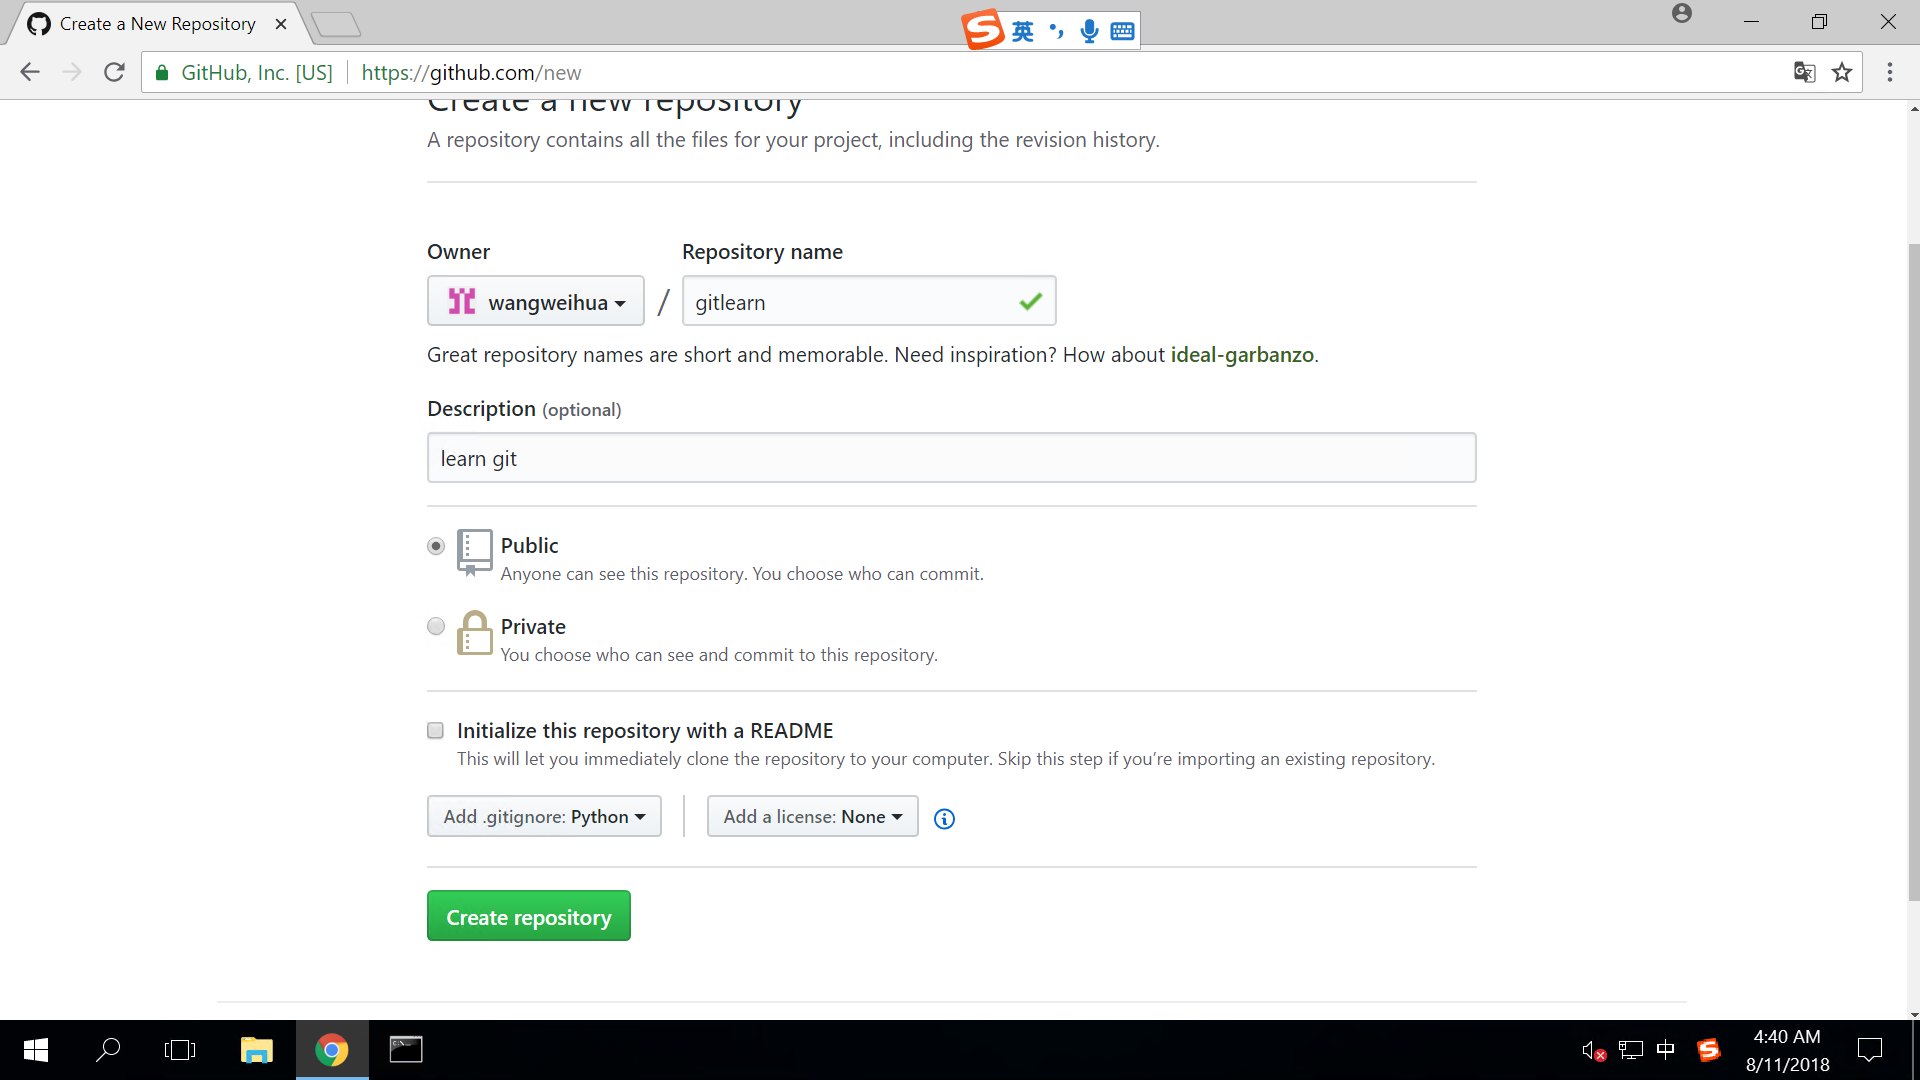 Create a New Repository
英
GitHub, Inc. [US]
https://github.com/new
Create a new repository
A repository contains all the files for your project, including the revision history.
Owner
Repository name
wangweihua
/
gitlearn
Great repository names are short and memorable. Need inspiration? How about ideal-garbanzo.
Description (optional)
learn git
Public
Anyone can see this repository. You choose who can commit.
Private
You choose who can see and commit to this repository.
Initialize this repository with a README
This will let you immediately clone the repository to your computer. Skip this step if you’re importing an existing repository.
Add .gitignore: Python
Add a license: None
Create repository
中
4:40 AM
8/11/2018